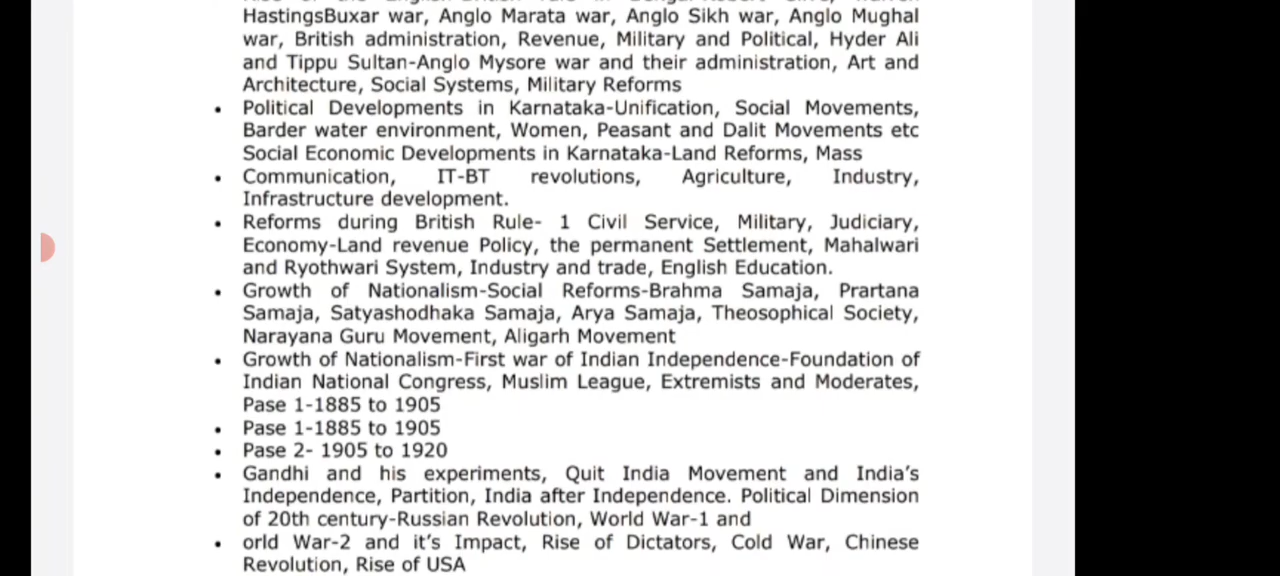 HastingsBuxar war, Anglo Marata war, Anglo Sikh war, Anglo Mughal
war, British administration, Revenue, Military and Political, Hyder Ali
and Tippu Sultan-Anglo Mysore war and their administration, Art and
Architecture, Social Systems, Military Reforms
• Political Developments in Karnataka-Unification, Social Movements,
Barder water environment, Women, Peasant and Dalit Movements etc
Social Economic Developments in Karnataka-Land Reforms, Mass
• Communication, IT-BT revolutions, Agriculture, Industry,
Infrastructure development.
• Reforms during British Rule- 1 Civil Service, Military, Judiciary,
Economy-Land revenue Policy, the permanent Settlement, Mahalwari
and Ryothwari System, Industry and trade, English Education.
• Growth of Nationalism-Social Reforms-Brahma Samaja, Prartana
Samaja, Satyashodhaka Samaja, Arya Samaja, Theosophical Society,
Narayana Guru Movement, Aligarh Movement
• Growth of Nationalism-First war of Indian Independence-Foundation of
Indian National Congress, Muslim League, Extremists and Moderates,
Pase 1-1885 to 1905
• Pase 1-1885 to 1905
• Pase 2- 1905 to 1920
• Gandhi and his experiments, Quit India Movement and India's
Independence, Partition, India after Independence. Political Dimension
of 20th century-Russian Revolution, World War-1 and
• orld War-2 and it's Impact, Rise of Dictators, Cold War, Chinese
Revolution, Rise of USA